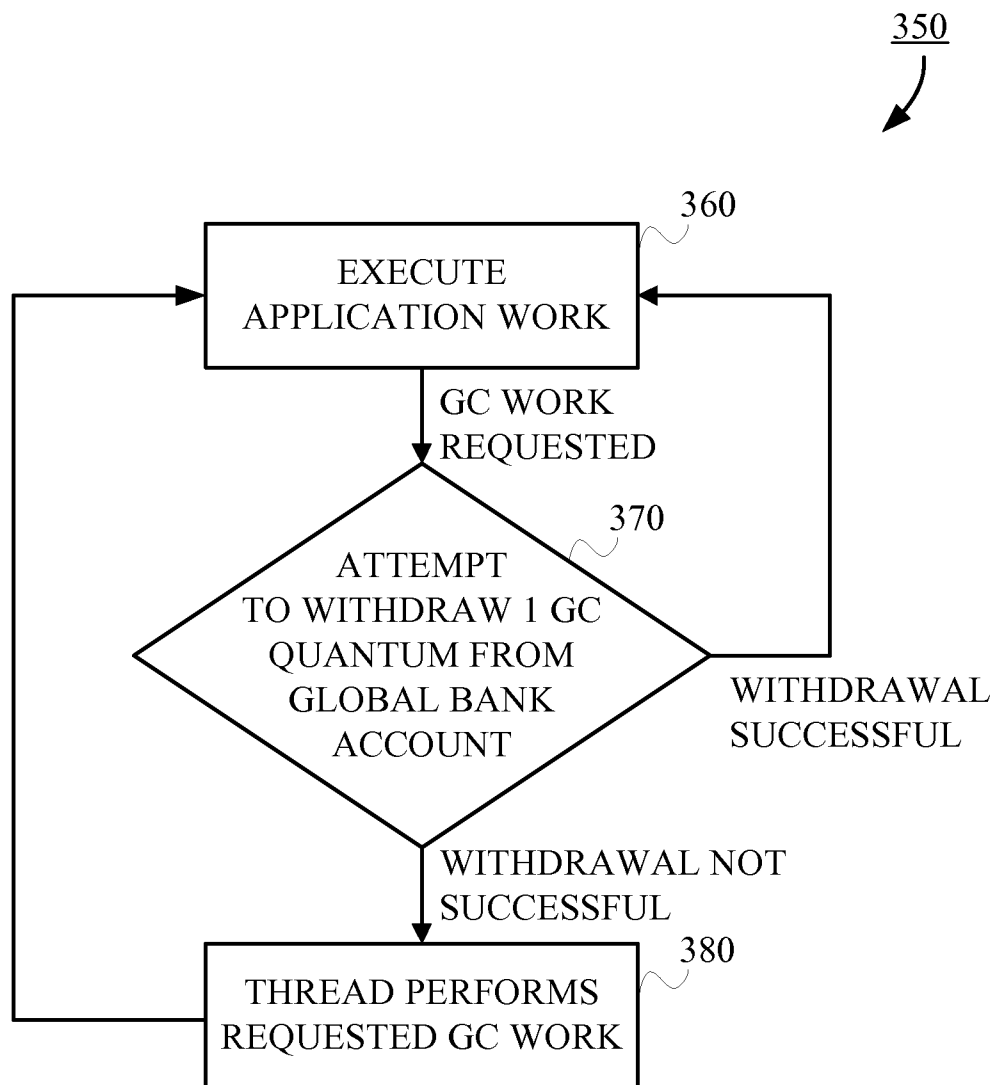 350
360
EXECUTE
APPLICATION WORK
GC WORK
REQUESTED
370
ATTEMPT
TO WITHDRAW 1 GC
QUANTUM FROM
GLOBAL BANK
ACCOUNT
WITHDRAWAL
SUCCESSFUL
WITHDRAWAL NOT
SUCCESSFUL
380
THREAD PERFORMS
REQUESTED GC WORK